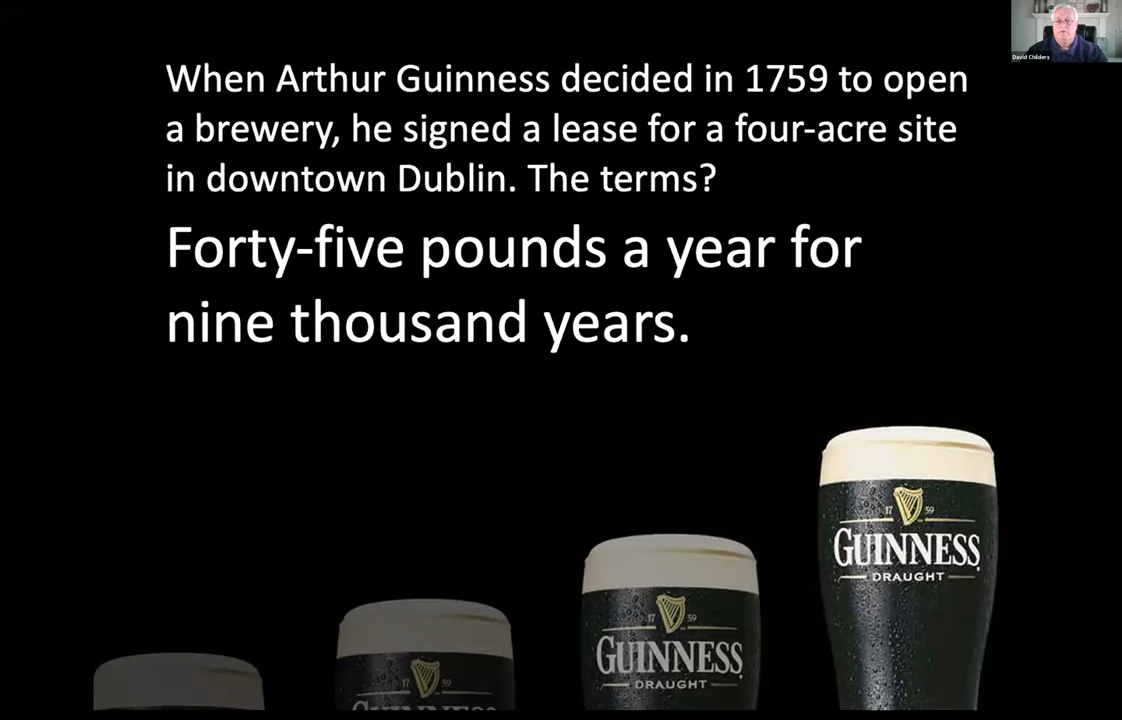 David Childers
When Arthur Guinness decided in 1759 to open
a brewery, he signed a lease for a four-acre site
in downtown Dublin. The terms?
Forty-five pounds a year for
nine thousand years.
17 59
GUINNESS
DRAUGHT
17 59
GUINNESS
DRAUGHT
17 59
GUINNESS